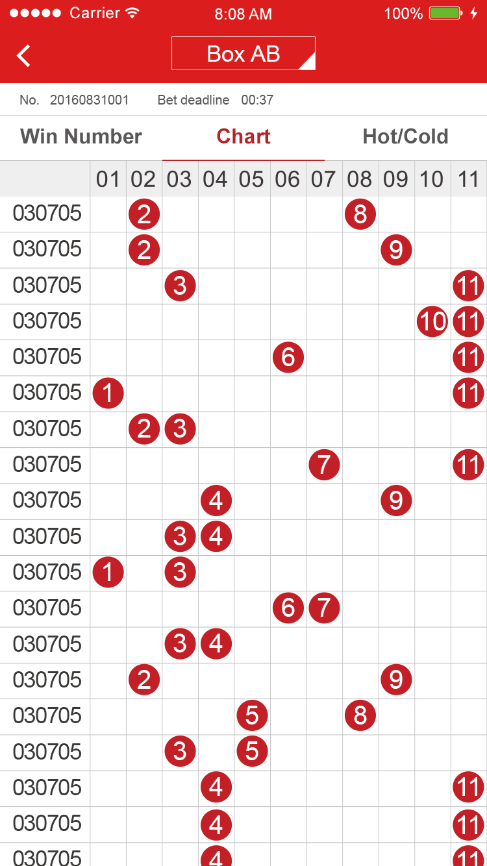 Carrier 8:08 AM 100%
Box AB
No. 20160831001 Bet deadline 00:37
Win Number Chart Hot/Cold
01 02 03 04 05 06 07 08 09 10 11
030705 2 8
030705 2 9
030705 3 11
030705 10 11
030705 6 11
030705 1 11
030705 2 3
030705 7 11
030705 4 9
030705 3 4
030705 1 3
030705 6 7
030705 3 4
030705 2 9
030705 5 8
030705 3 5
030705 4 11
030705 4 11
030705 4 11